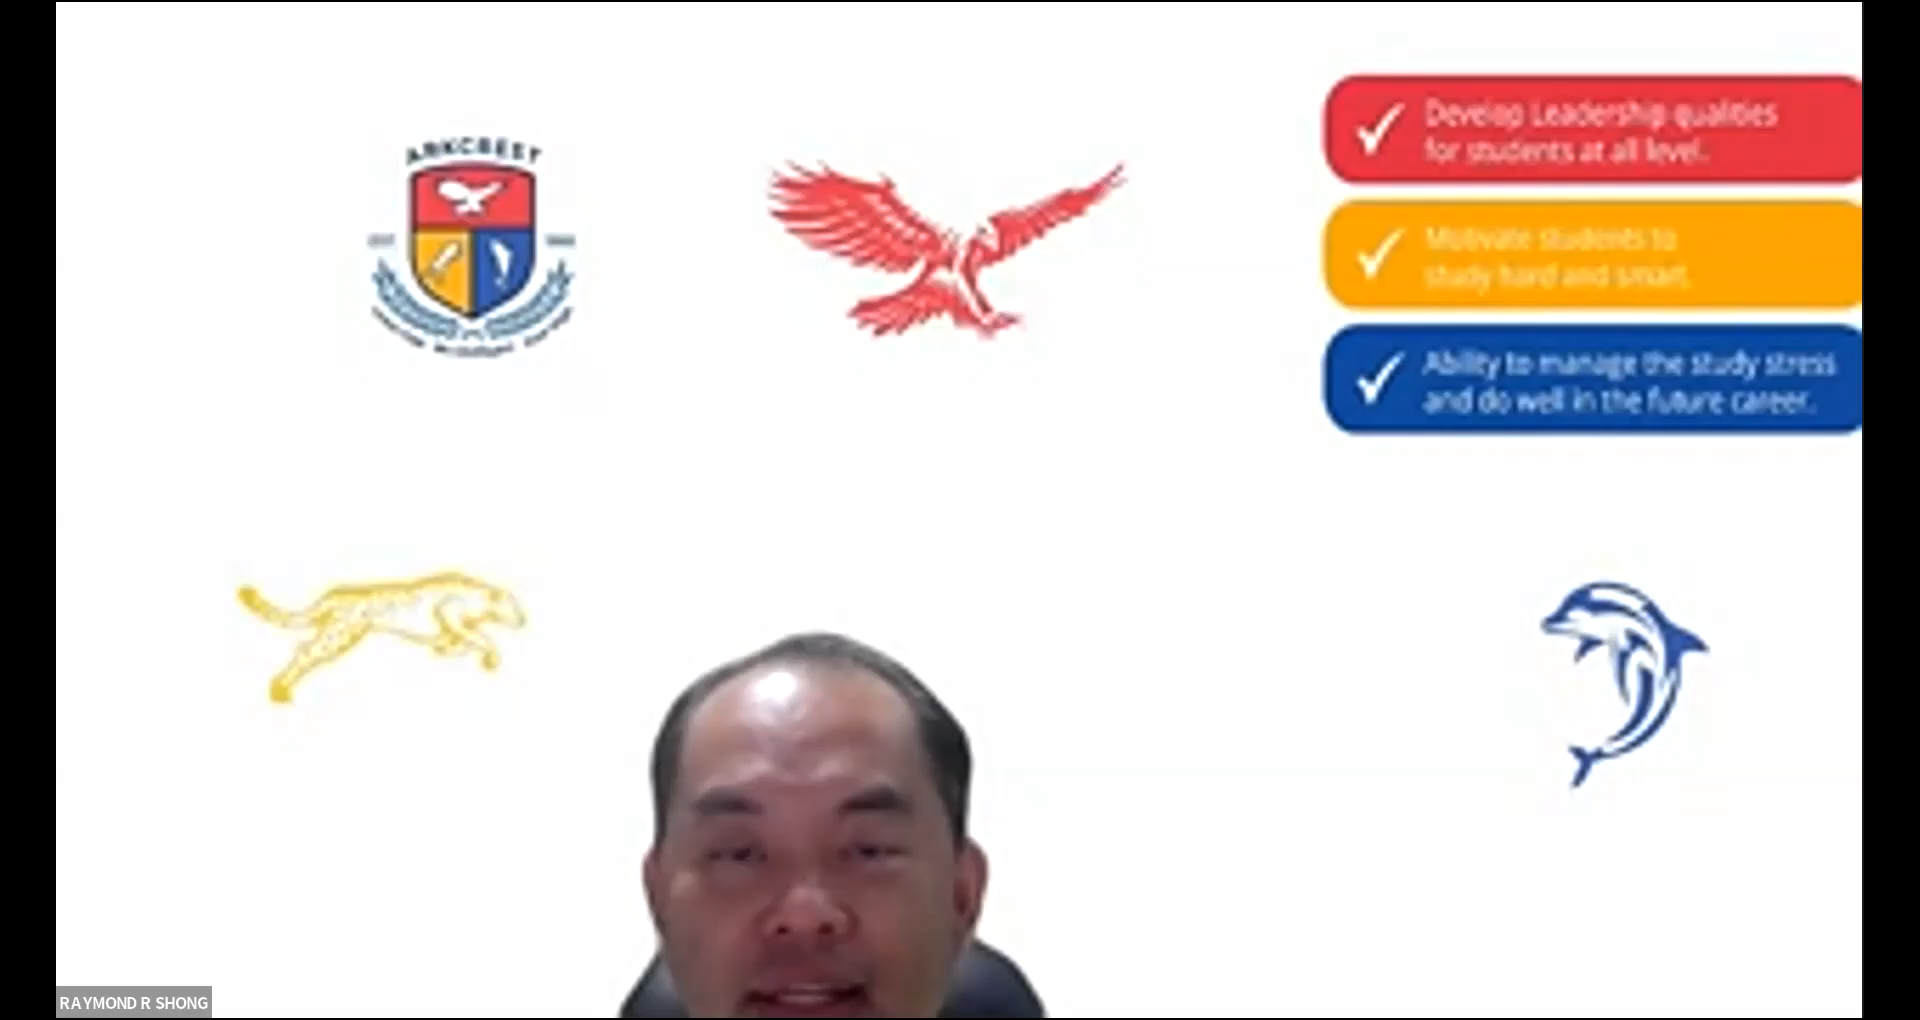 ARKCREST
Develop Leadership qualities
for students at all level.
Motivate students to
study hard and smart.
Ability to manage the study stress
and do well in the future career.
RAYMOND R SHONG